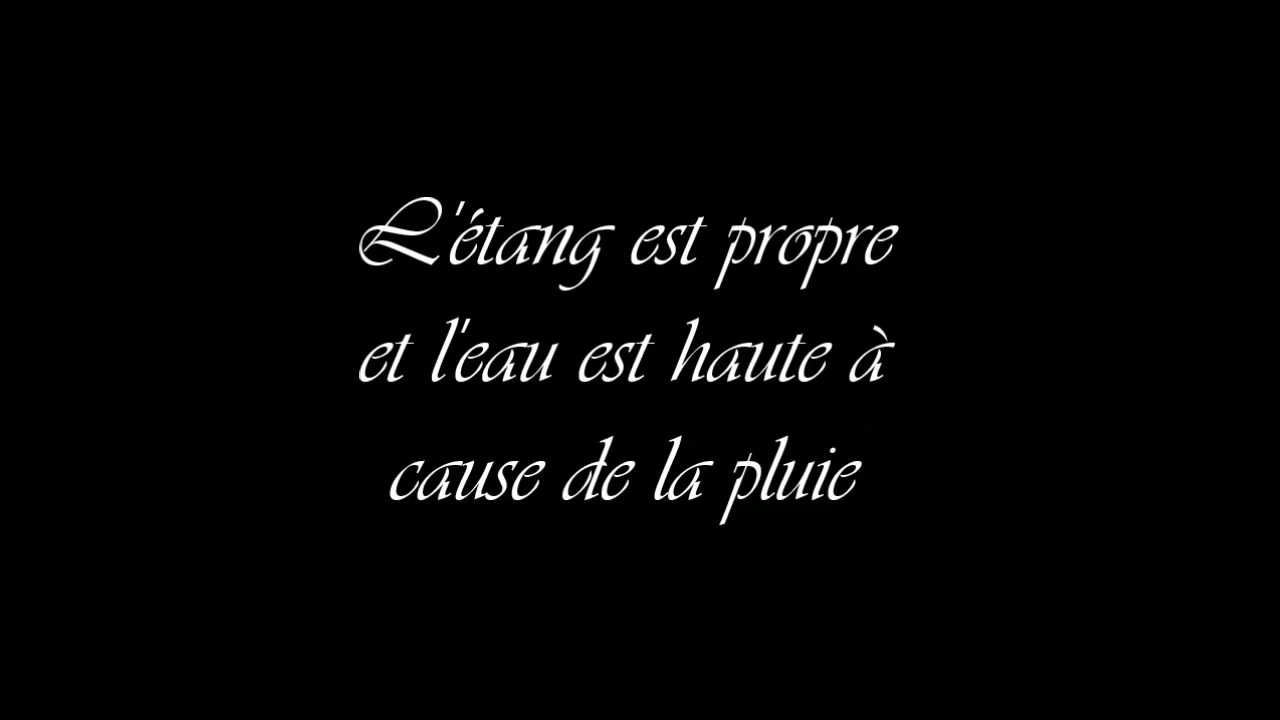 L'étang est propre
et l'eau est haute à
cause de la pluie